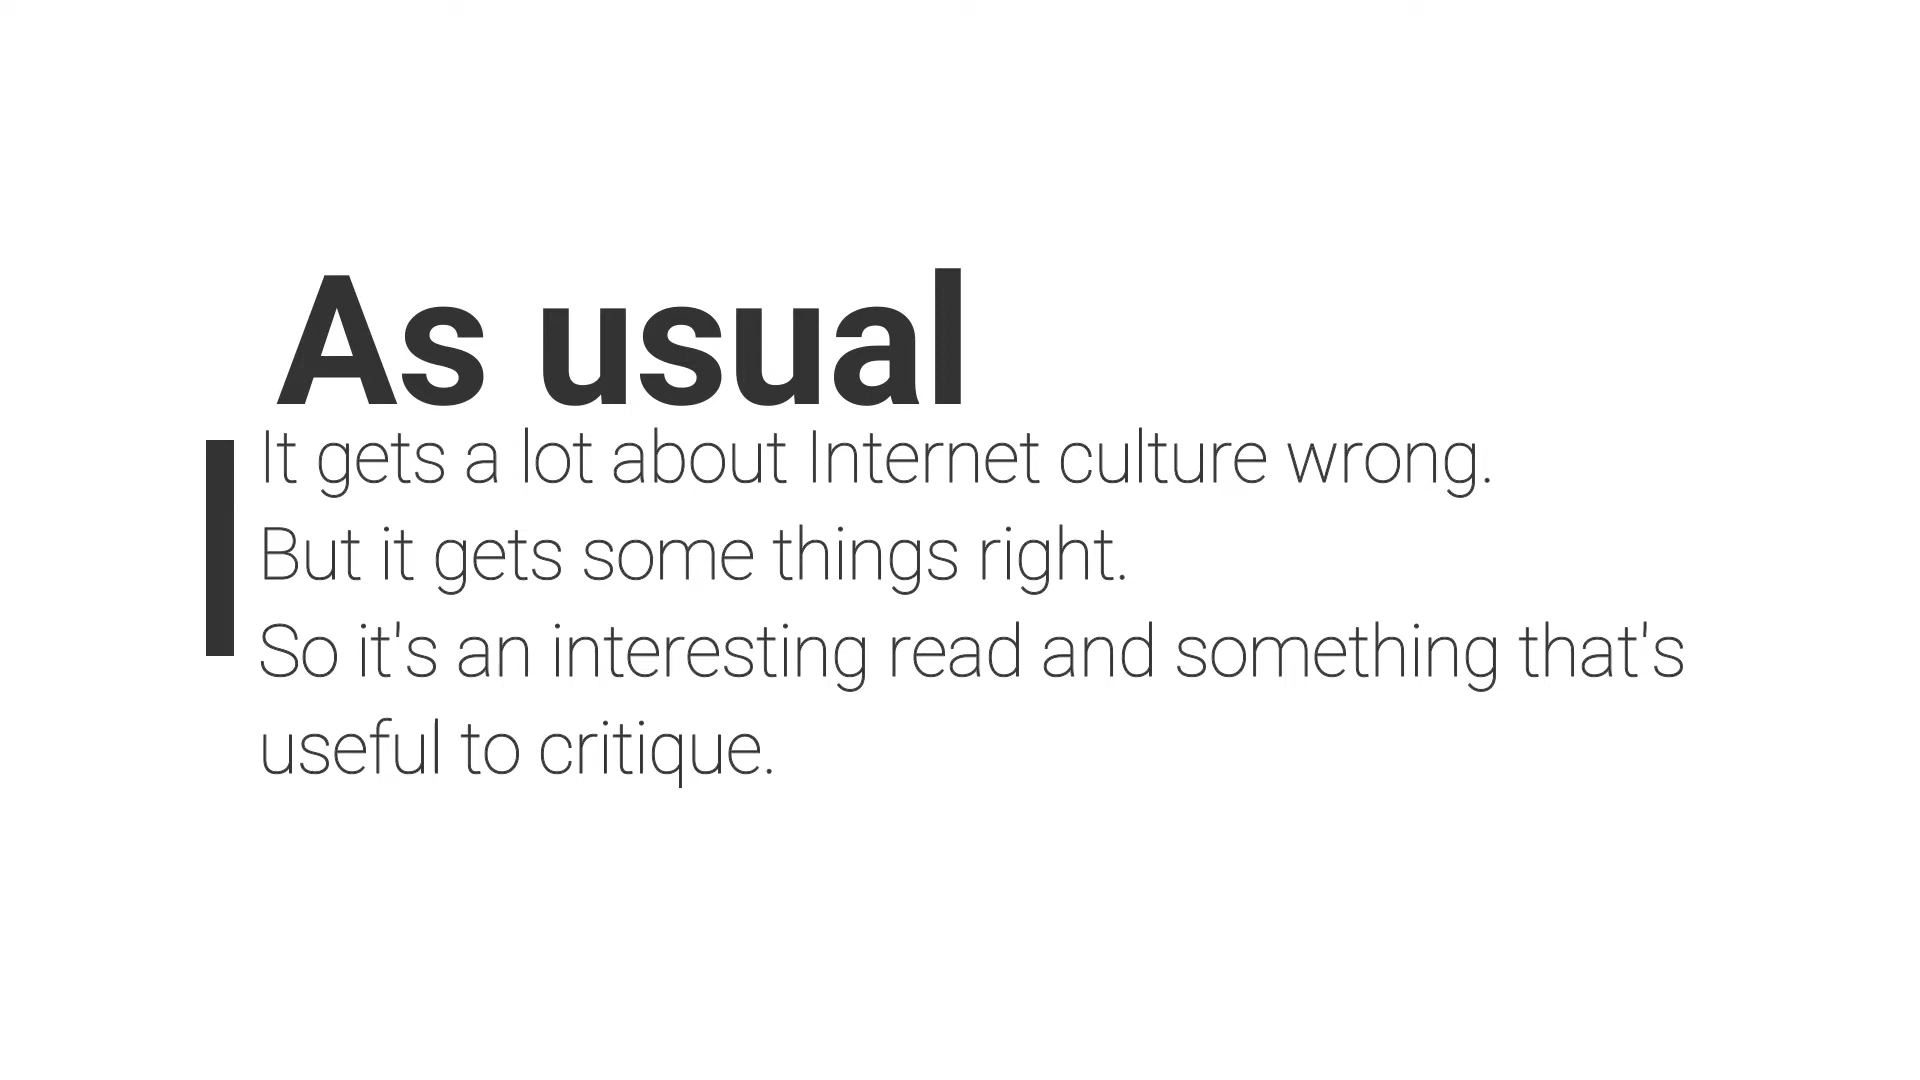 As usual
It gets a lot about Internet culture wrong.
But it gets some things right.
So it's an interesting read and something that's
useful to critique.